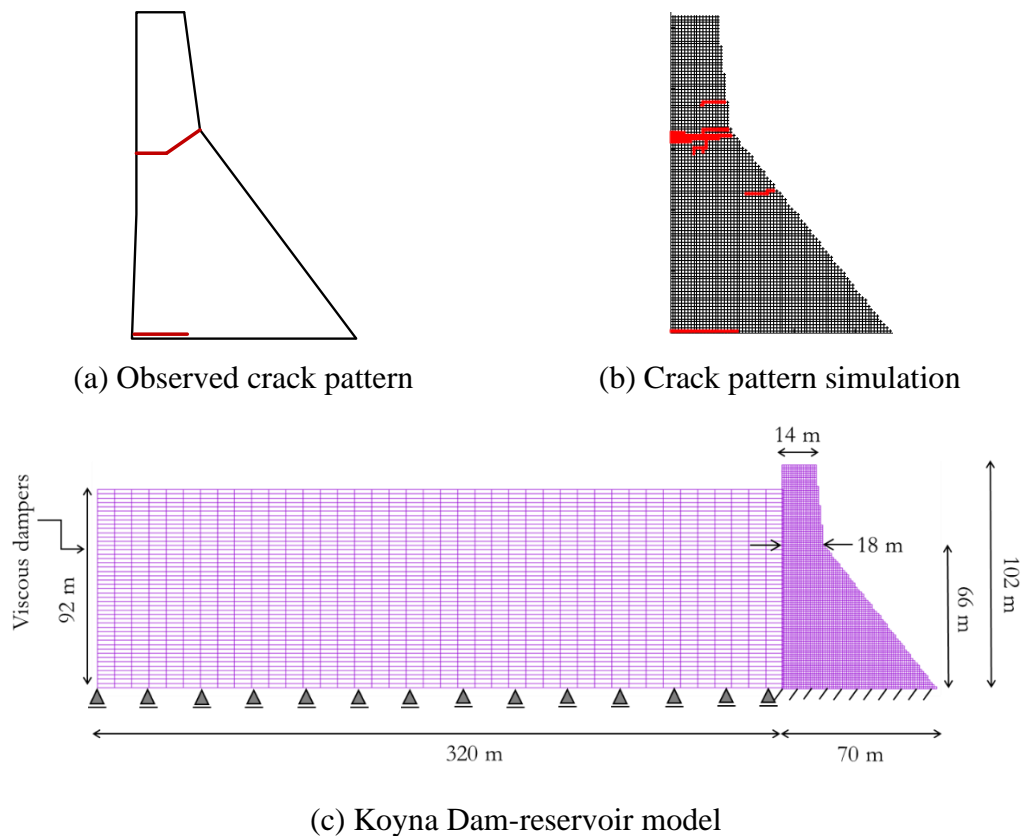 (a) Observed crack pattern
(b) Crack pattern simulation
14 m
Viscous dampers
92 m
18 m
66 m
102 m
320 m
70 m
(c) Koyna Dam-reservoir model